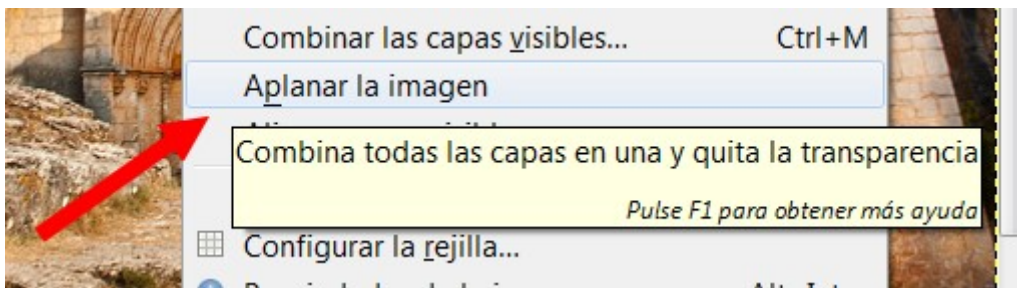 Combinar las capas visibles... Ctrl+M
Aplanar la imagen
Combina todas las capas en una y quita la transparencia
Pulse F1 para obtener más ayuda
Configurar la rejilla...